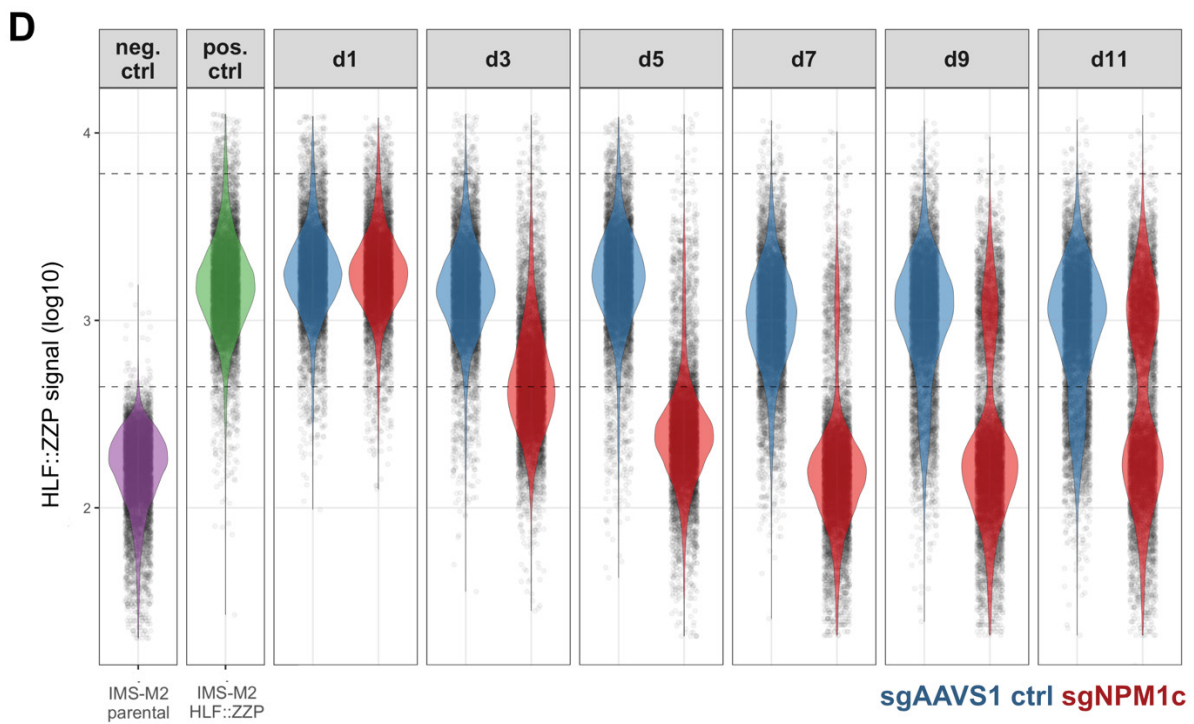 D
neg. ctrl
pos. ctrl
d1
d3
d5
d7
d9
d11
HLF::ZZP signal (log10)
4
3
2
IMS-M2
parental
IMS-M2
HLF::ZZP
sgAAVS1 ctrl sgNPM1c